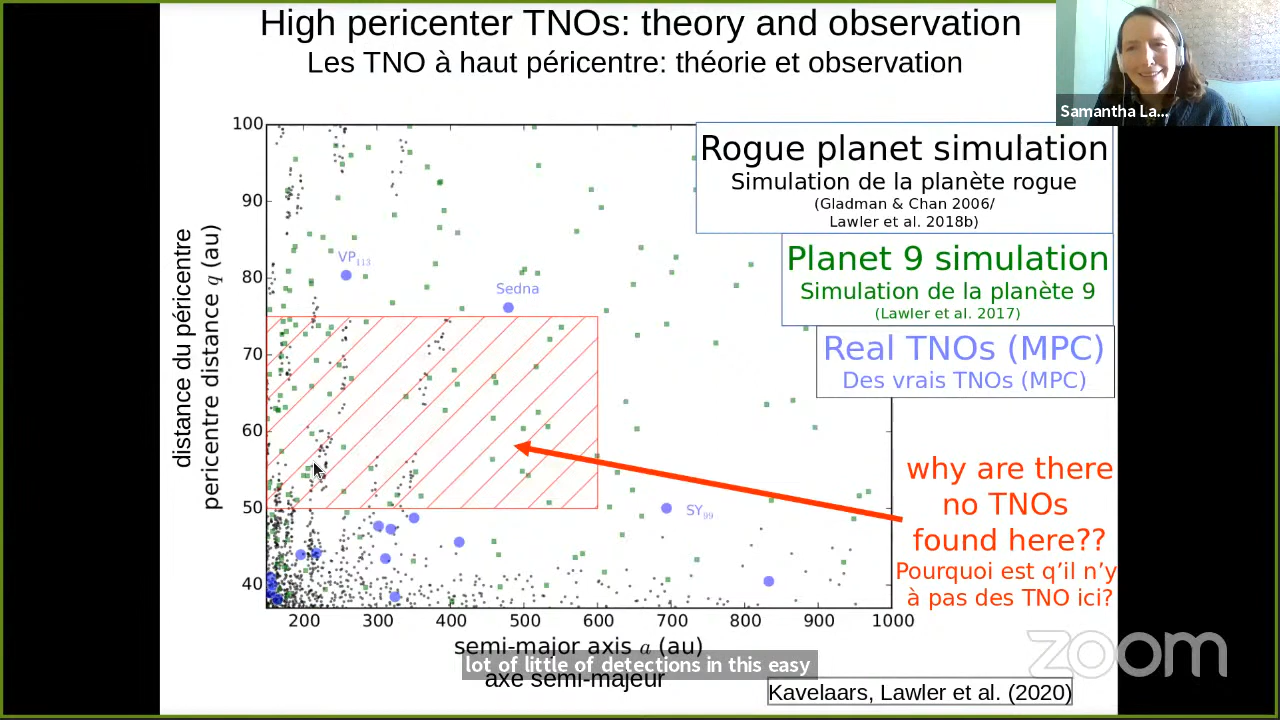 High pericenter TNOs: theory and observation
Les TNO à haut péricentre: théorie et observation
Samantha La...
Rogue planet simulation
Simulation de la planète rogue
(Gladman & Chan 2006/
Lawler et al. 2018b)
Planet 9 simulation
Simulation de la planète 9
(Lawler et al. 2017)
Real TNOs (MPC)
Des vrais TNOs (MPC)
distance du péricentre
pericentre distance q (au)
100
90
80
70
60
50
40
VP113
Sedna
SY99
why are there
no TNOs
found here??
Pourquoi est q'il n'y
à pas des TNO ici?
200 300 400 500 600 700 800 900 1000
semi-major axis a (au)
lot of little of detections in this easy
axe semi-majeur
zoom
Kavelaars, Lawler et al. (2020)